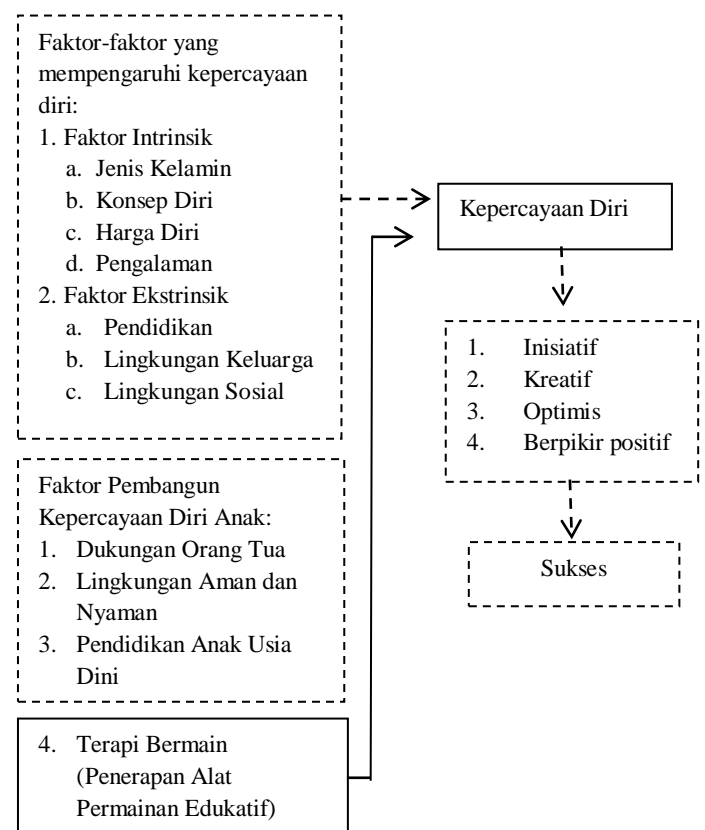 Faktor-faktor yang
mempengaruhi kepercayaan
diri:
1. Faktor Intrinsik
a. Jenis Kelamin
b. Konsep Diri
c. Harga Diri
d. Pengalaman
2. Faktor Ekstrinsik
a. Pendidikan
b. Lingkungan Keluarga
c. Lingkungan Sosial
Faktor Pembangun
Kepercayaan Diri Anak:
1. Dukungan Orang Tua
2. Lingkungan Aman dan
Nyaman
3. Pendidikan Anak Usia
Dini
4. Terapi Bermain
(Penerapan Alat
Permainan Edukatif)
Kepercayaan Diri
1. Inisiatif
2. Kreatif
3. Optimis
4. Berpikir positif
Sukses